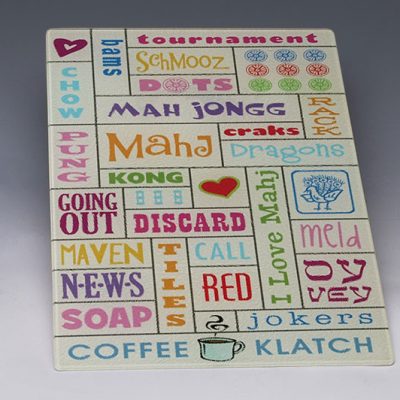 tournament
bams
SCHMOOZ
CHOW
DOTS
MAH JONGG
RACK
PUNG
MAHJ
craks
Dragons
KONG
GOING
OUT
DISCARD
I Love Mahj
meld
MAVEN
TILES
CALL
N·E·W·S
RED
OY
VEY
SOAP
jokers
COFFEE KLATCH